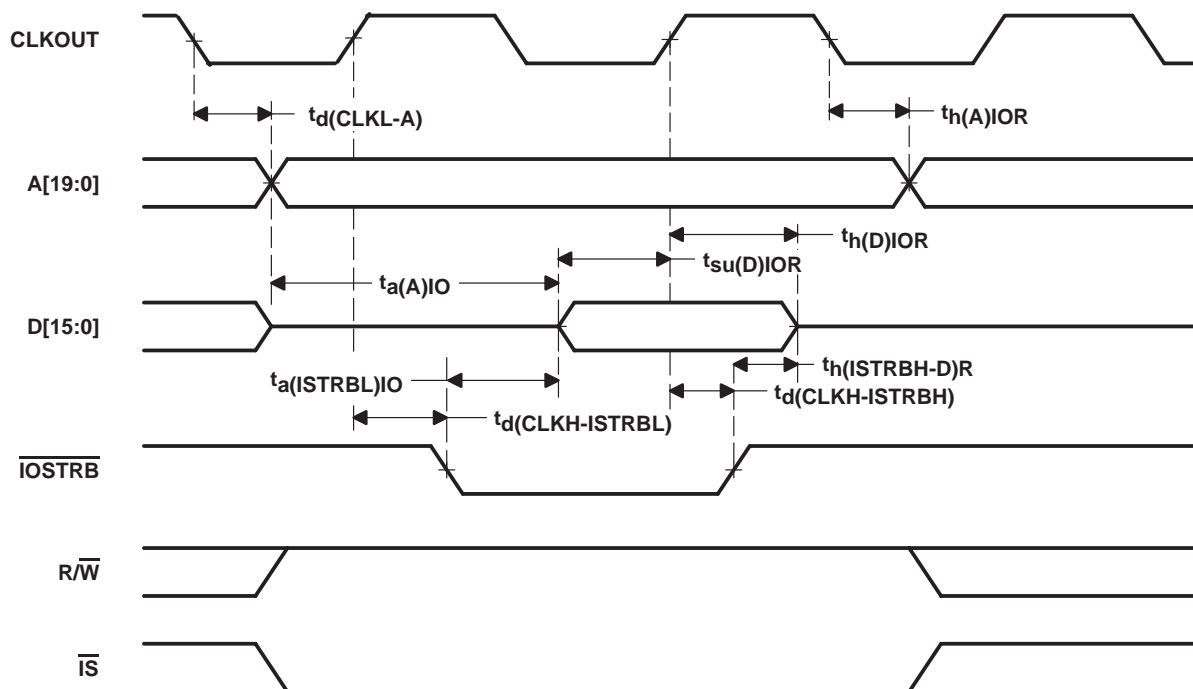 CLKOUT
td(CLKL-A)
th(A)IOR
A[19:0]
th(D)IOR
tsu(D)IOR
ta(A)IO
D[15:0]
th(ISTRBH-D)R
ta(ISTRBL)IO
td(CLKH-ISTRBH)
td(CLKH-ISTRBL)
IOSTRB
R/W
IS